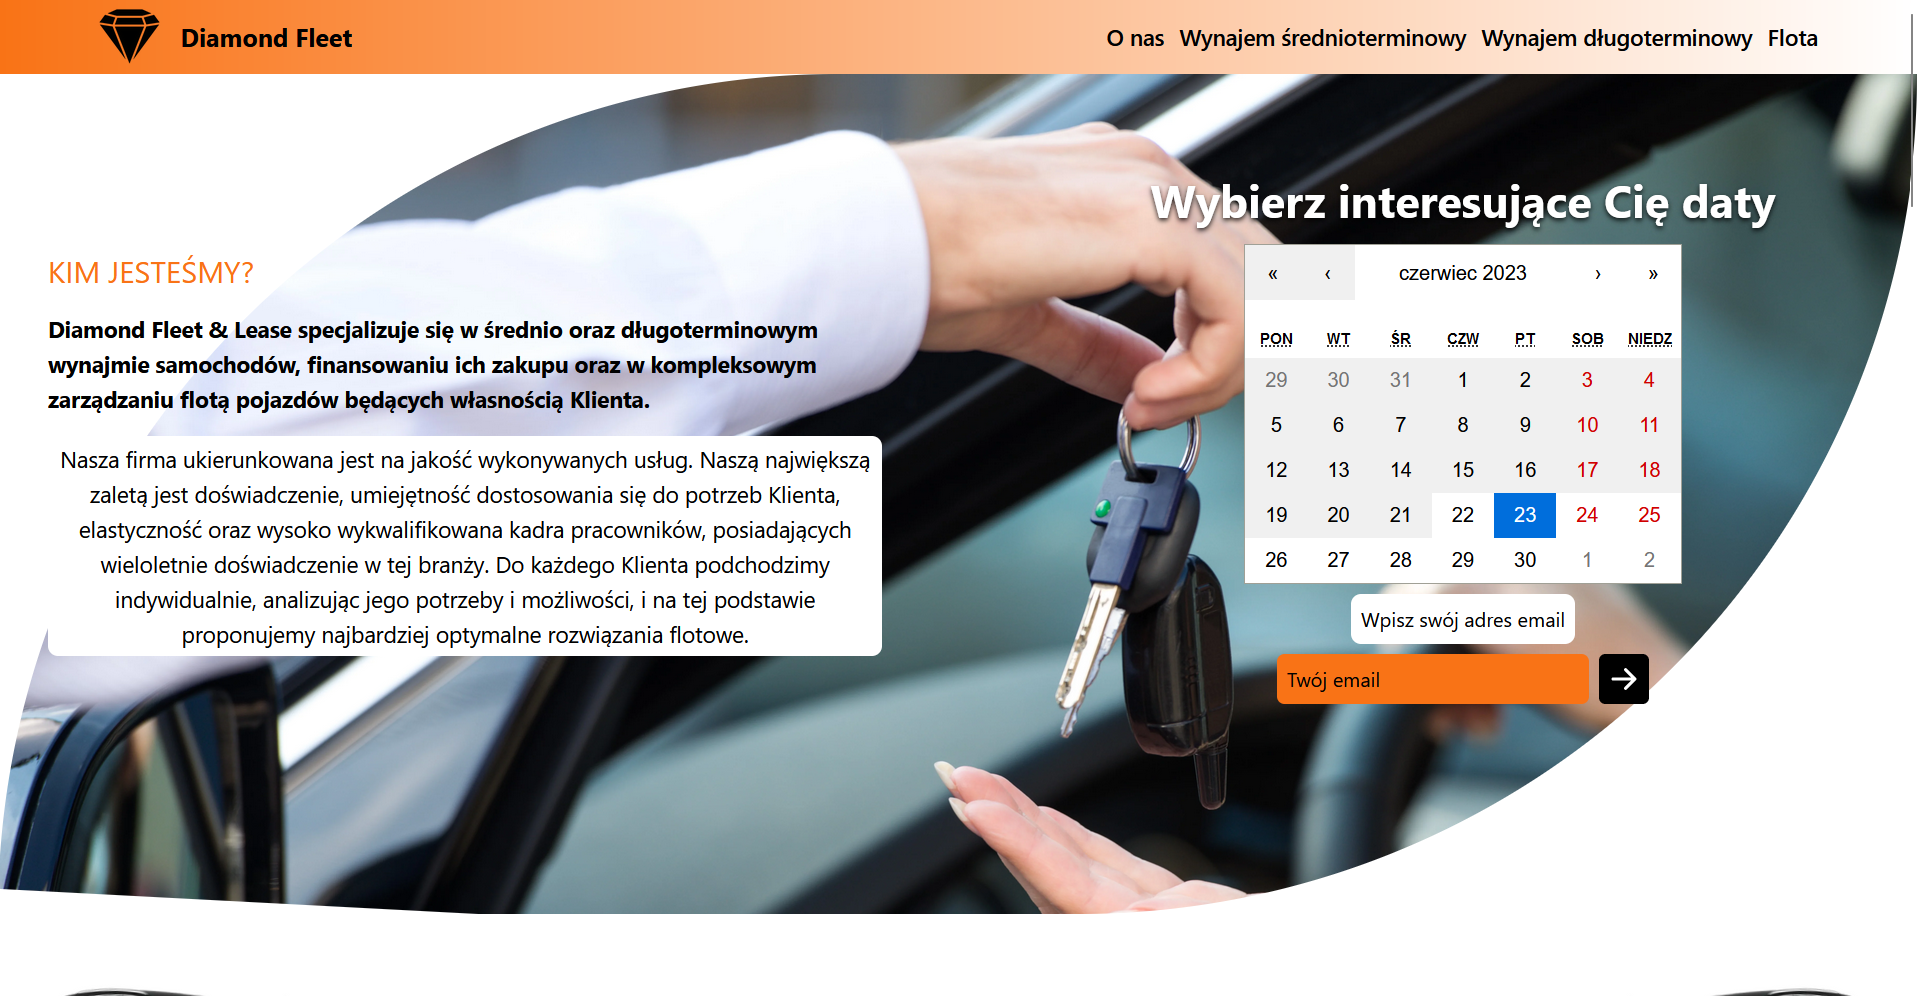 Diamond Fleet
O nas Wynajem średnioterminowy Wynajem długoterminowy Flota
KIM JESTEŚMY?
Diamond Fleet & Lease specjalizuje się w średnio oraz długoterminowym
wynajmie samochodów, finansowaniu ich zakupu oraz w kompleksowym
zarządzaniu flotą pojazdów będących własnością Klienta.
Nasza firma ukierunkowana jest na jakość wykonywanych usług. Naszą największą
zaletą jest doświadczenie, umiejętność dostosowania się do potrzeb Klienta,
elastyczność oraz wysoko wykwalifikowana kadra pracowników, posiadających
wieloletnie doświadczenie w tej branży. Do każdego Klienta podchodzimy
indywidualnie, analizując jego potrzeby i możliwości, i na tej podstawie
proponujemy najbardziej optymalne rozwiązania flotowe.
Wybierz interesujące Cię daty
« ‹ czerwiec 2023 › »
PON WT ŚR CZW PT SOB NIEDZ
29 30 31 1 2 3 4
5 6 7 8 9 10 11
12 13 14 15 16 17 18
19 20 21 22 23 24 25
26 27 28 29 30 1 2
Wpisz swój adres email
Twój email